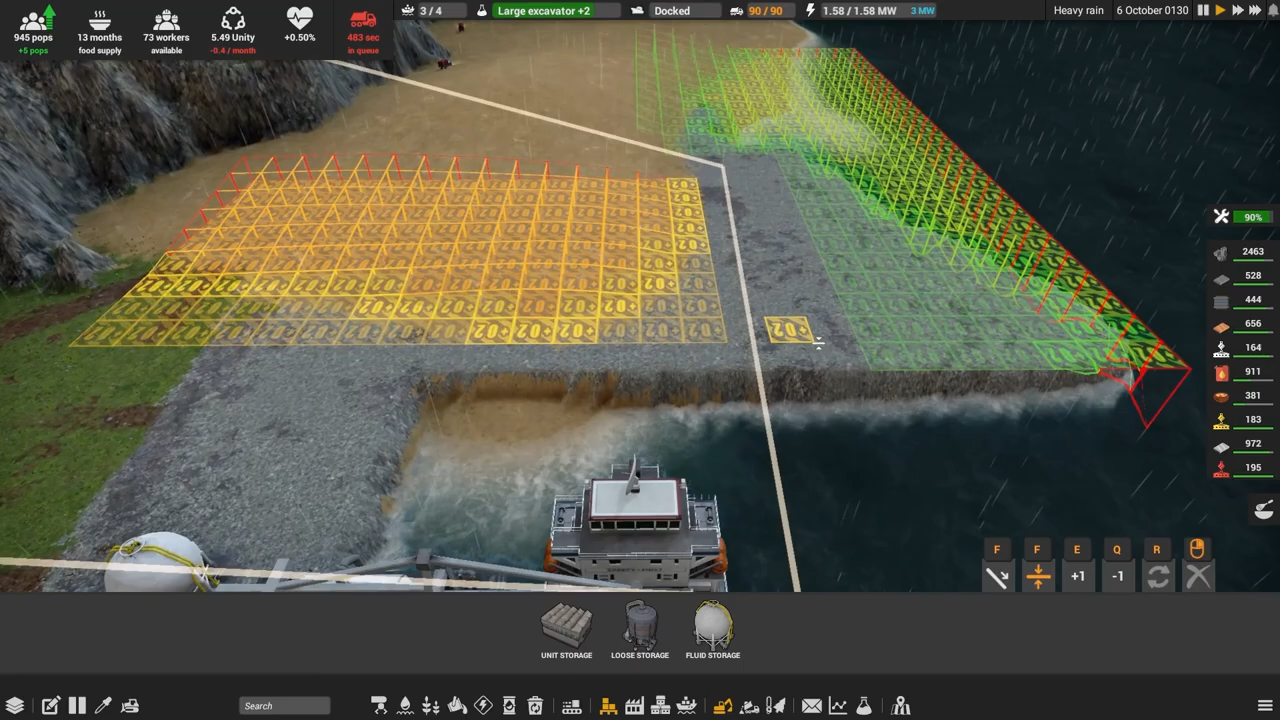 945 pops
+5 pops
13 months
food supply
73 workers
available
5.49 Unity
-0.4 / month
+0.50%
483 sec
in queue
3 / 4
Large excavator +2
Docked
90 / 90
1.58 / 1.58 MW
3 MW
Heavy rain
6 October 0130
90%
2463
528
444
656
164
911
381
183
972
195
+02
F
F
E
Q
R
+1
-1
UNIT STORAGE
LOOSE STORAGE
FLUID STORAGE
Search